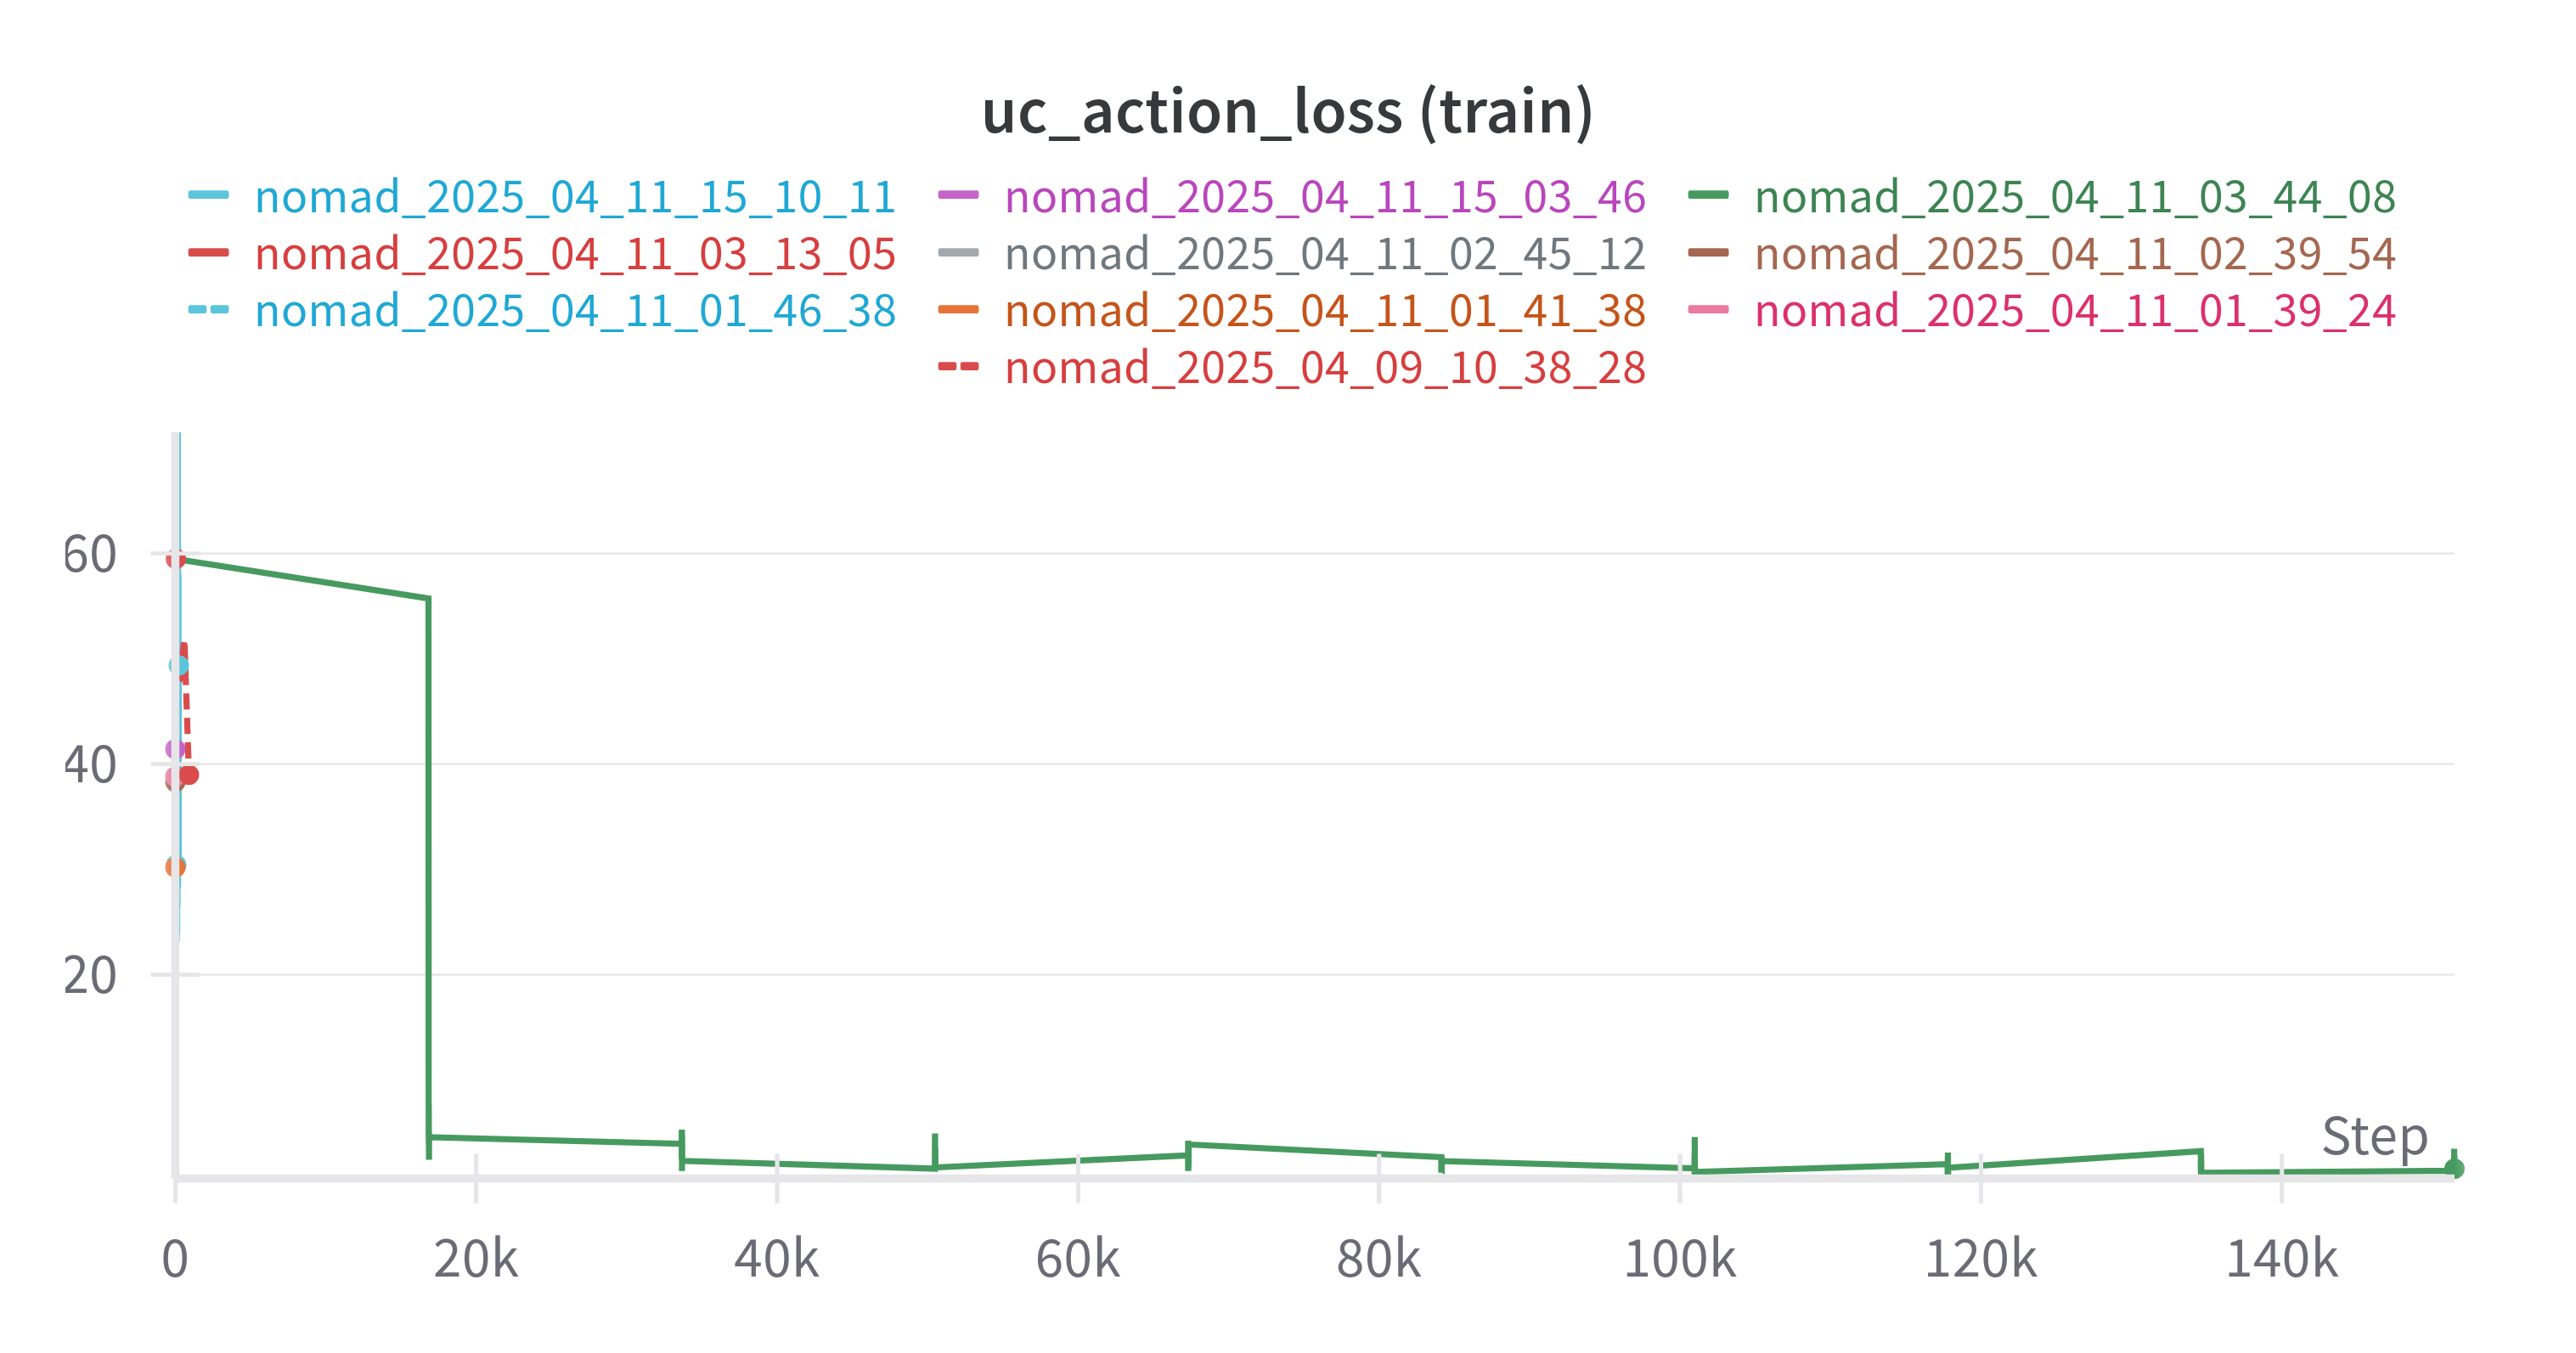 uc_action_loss (train)
nomad_2025_04_11_15_10_11 nomad_2025_04_11_15_03_46 nomad_2025_04_11_03_44_08
nomad_2025_04_11_03_13_05 nomad_2025_04_11_02_45_12 nomad_2025_04_11_02_39_54
nomad_2025_04_11_01_46_38 nomad_2025_04_11_01_41_38 nomad_2025_04_11_01_39_24
nomad_2025_04_09_10_38_28
60
40
20
Step
0 20k 40k 60k 80k 100k 120k 140k